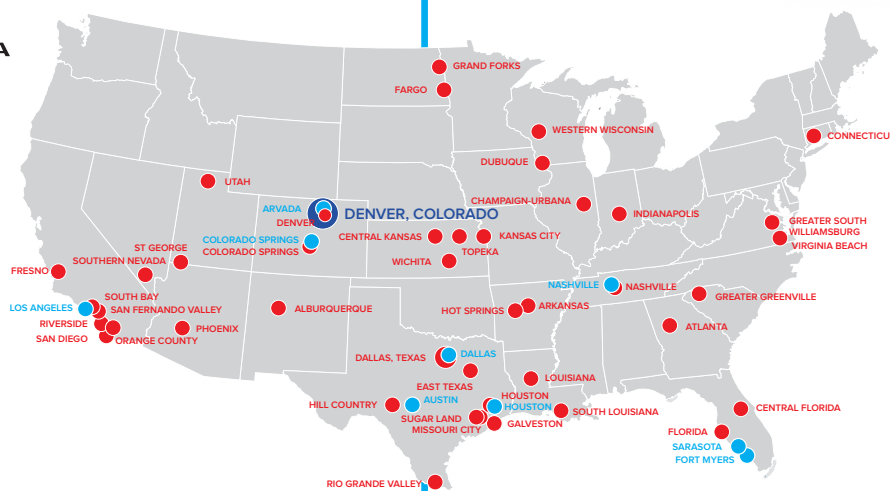 A
GRAND FORKS
FARGO
WESTERN WISCONSIN
CONNECTICU
DUBUQUE
UTAH
CHAMPAIGN-URBANA
ARVADA
DENVER, COLORADO
INDIANAPOLIS
DENVER
GREATER SOUTH
WILLIAMSBURG
COLORADO SPRINGS
CENTRAL KANSAS
KANSAS CITY
VIRGINIA BEACH
ST GEORGE
COLORADO SPRINGS
TOPEKA
SOUTHERN NEVADA
WICHITA
FRESNO
NASHVILLE
NASHVILLE
SOUTH BAY
GREATER GREENVILLE
LOS ANGELES
SAN FERNANDO VALLEY
ALBURQUERQUE
HOT SPRINGS
ARKANSAS
RIVERSIDE
PHOENIX
ATLANTA
SAN DIEGO
ORANGE COUNTY
DALLAS, TEXAS
DALLAS
LOUISIANA
EAST TEXAS
HOUSTON
AUSTIN
HILL COUNTRY
HOUSTON
CENTRAL FLORIDA
SOUTH LOUISIANA
SUGAR LAND
GALVESTON
MISSOURI CITY
FLORIDA
SARASOTA
FORT MYERS
RIO GRANDE VALLEY